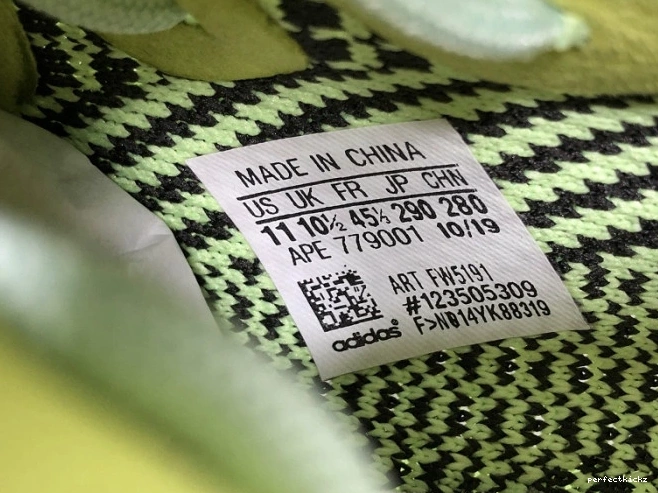 MADE IN CHINA
US UK FR JP CHN
11 10½ 45⅓ 290 280
APE 779001 10/19
ART FW5191
#123505309
F>ND14YK88319
adidas®
perfectkickz